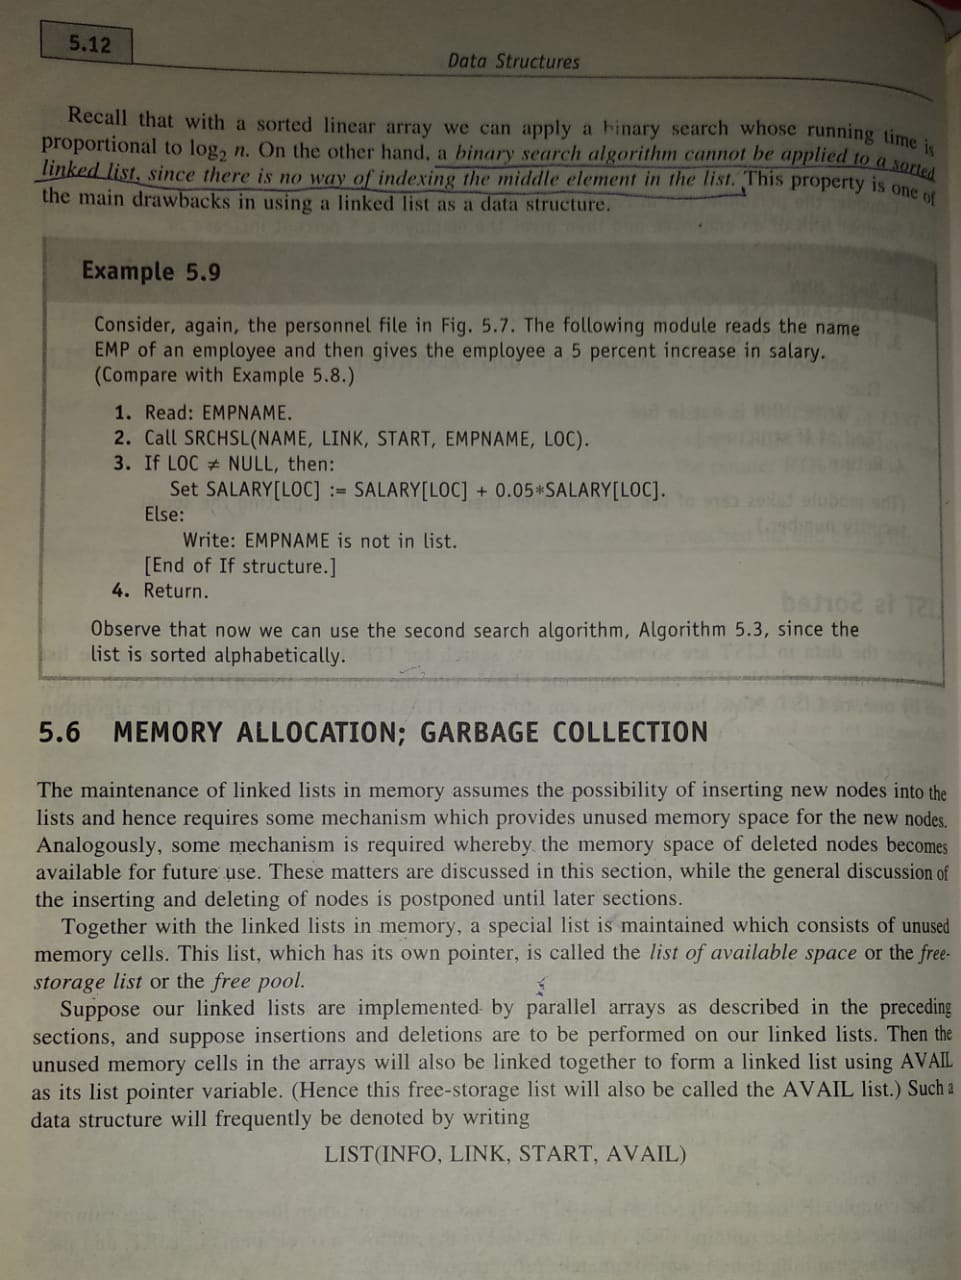 5.12
Data Structures
Recall that with a sorted linear array we can apply a binary search whose running time is
proportional to log₂ n. On the other hand, a binary search algorithm cannot be applied to a sorted
linked list, since there is no way of indexing the middle element in the list. This property is one of
the main drawbacks in using a linked list as a data structure.
Example 5.9
Consider, again, the personnel file in Fig. 5.7. The following module reads the name
EMP of an employee and then gives the employee a 5 percent increase in salary.
(Compare with Example 5.8.)
1. Read: EMPNAME.
2. Call SRCHSL(NAME, LINK, START, EMPNAME, LOC).
3. If LOC ≠ NULL, then:
Set SALARY[LOC] := SALARY[LOC] + 0.05*SALARY[LOC].
Else:
Write: EMPNAME is not in list.
[End of If structure.]
4. Return.
Observe that now we can use the second search algorithm, Algorithm 5.3, since the
list is sorted alphabetically.
5.6 MEMORY ALLOCATION; GARBAGE COLLECTION
The maintenance of linked lists in memory assumes the possibility of inserting new nodes into the
lists and hence requires some mechanism which provides unused memory space for the new nodes.
Analogously, some mechanism is required whereby the memory space of deleted nodes becomes
available for future use. These matters are discussed in this section, while the general discussion of
the inserting and deleting of nodes is postponed until later sections.
Together with the linked lists in memory, a special list is maintained which consists of unused
memory cells. This list, which has its own pointer, is called the list of available space or the free-
storage list or the free pool.
Suppose our linked lists are implemented by parallel arrays as described in the preceding
sections, and suppose insertions and deletions are to be performed on our linked lists. Then the
unused memory cells in the arrays will also be linked together to form a linked list using AVAIL
as its list pointer variable. (Hence this free-storage list will also be called the AVAIL list.) Such a
data structure will frequently be denoted by writing
LIST(INFO, LINK, START, AVAIL)